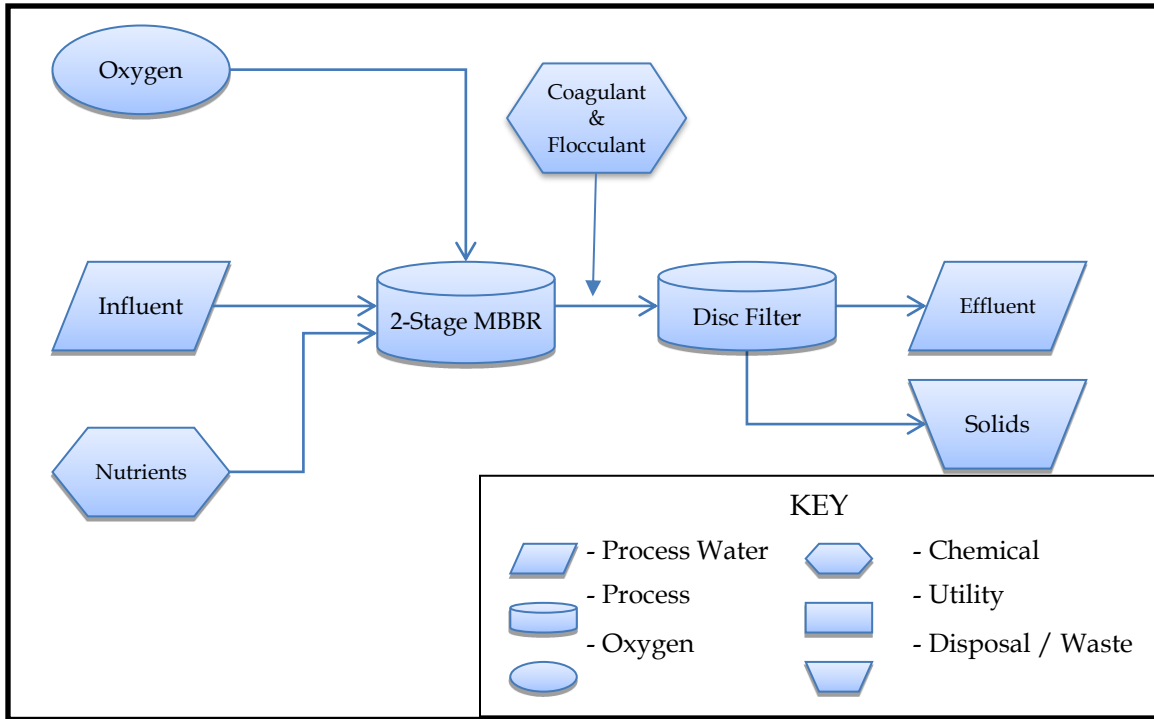 Oxygen
Coagulant
&
Flocculant
Influent
2-Stage MBBR
Disc Filter
Effluent
Solids
Nutrients
KEY
- Process Water
- Chemical
- Process
- Utility
- Oxygen
- Disposal / Waste